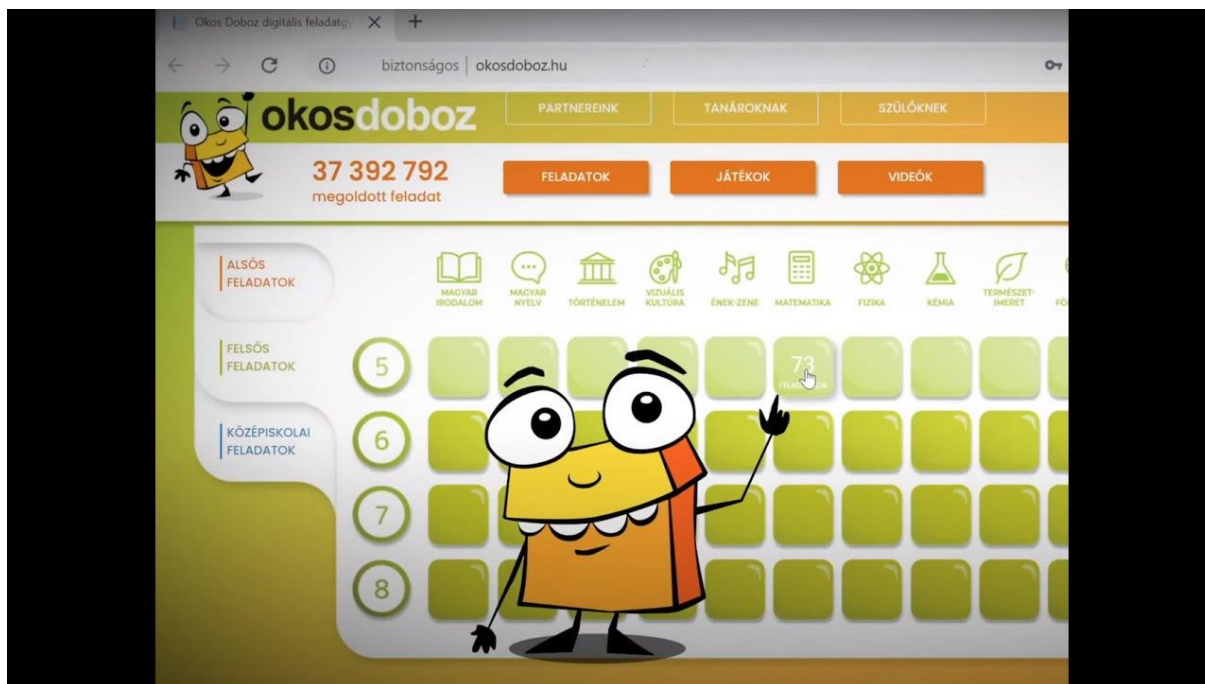 Okos Doboz digitális feladatgy
biztonságos | okosdoboz.hu
okosdoboz
PARTNEREINK
TANÁROKNAK
SZÜLŐKNEK
37 392 792
megoldott feladat
FELADATOK
JÁTÉKOK
VIDEÓK
ALSÓS
FELADATOK
MAGYAR
IRODALOM
MAGYAR
NYELV
TÖRTÉNELEM
VIZUÁLIS
KULTÚRA
ÉNEK-ZENE
MATEMATIKA
FIZIKA
KÉMIA
TERMÉSZET-
IMERET
FELSŐS
FELADATOK
5
73
KÖZÉPISKOLAI
FELADATOK
6
7
8